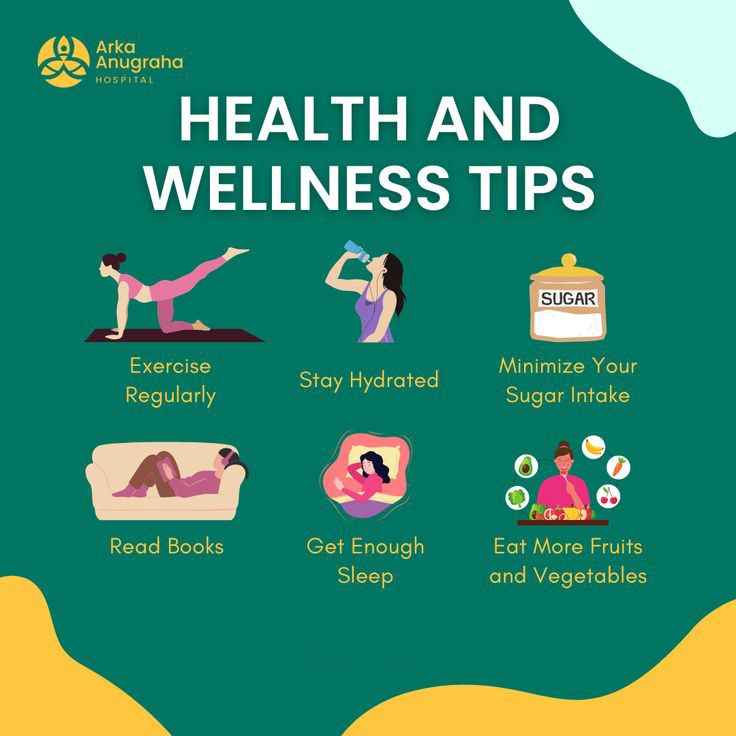 Arka
Anugraha
HOSPITAL
HEALTH AND
WELLNESS TIPS
SUGAR
Exercise
Regularly
Stay Hydrated
Minimize Your
Sugar Intake
Read Books
Get Enough
Sleep
Eat More Fruits
and Vegetables